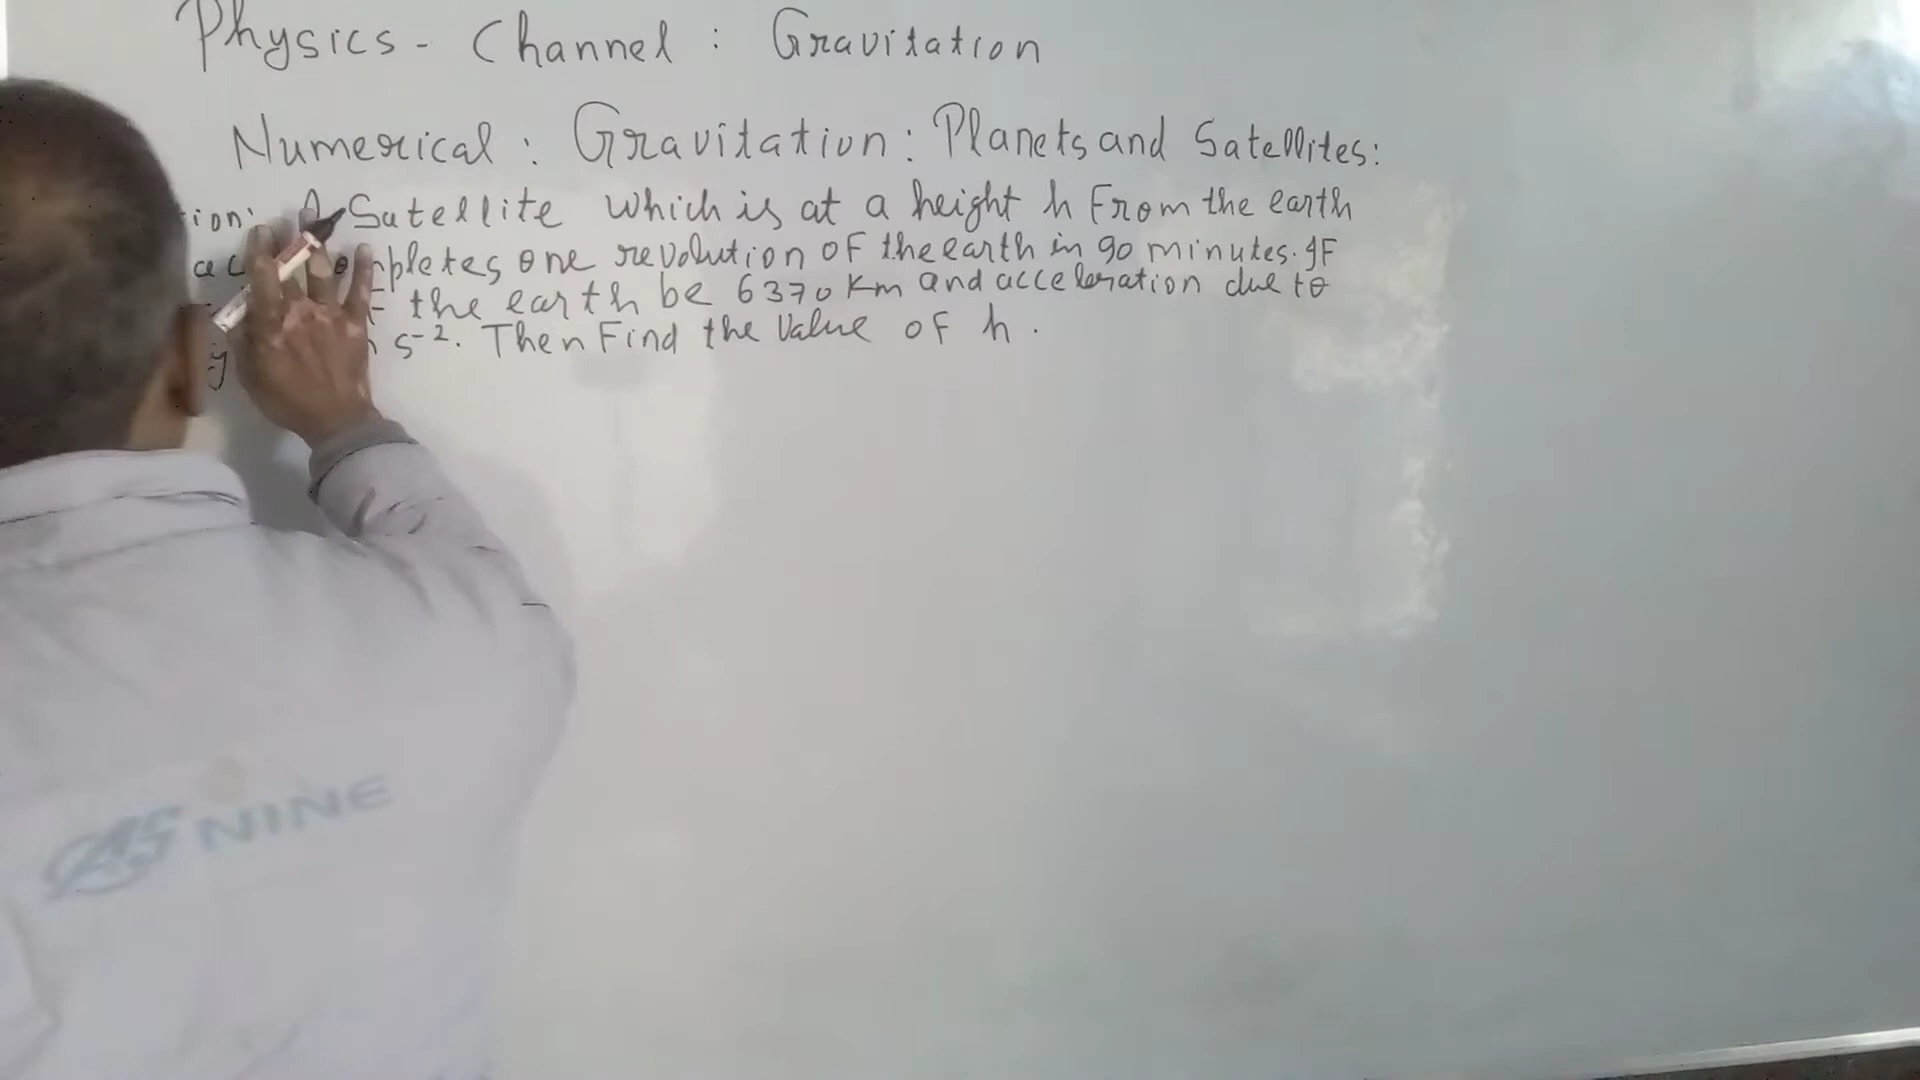 Physics - Channel : Gravitation
Numerical : Gravitation : Planets and Satellites:
A Satellite which is at a height h From the earth
completes one revolution of the earth in 90 minutes. If
the earth be 6370 Km and acceleration due to
s-2. Then Find the Value of h .
NINE